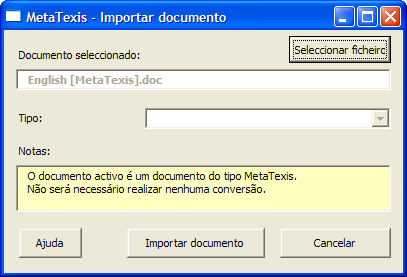 MetaTexis - Importar documento
Seleccionar ficheiro
Documento seleccionado:
English [MetaTexis].doc
Tipo:
Notas:
O documento activo é um documento do tipo MetaTexis.
Não será necessário realizar nenhuma conversão.
Ajuda
Importar documento
Cancelar